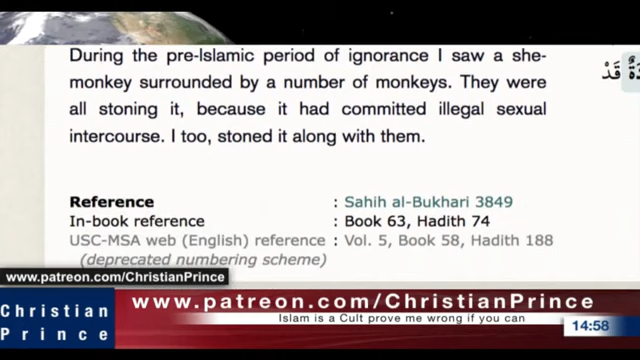 During the pre-Islamic period of ignorance I saw a she-
monkey surrounded by a number of monkeys. They were
all stoning it, because it had committed illegal sexual
intercourse. I too, stoned it along with them.
قَدْ
Reference : Sahih al-Bukhari 3849
In-book reference : Book 63, Hadith 74
USC-MSA web (English) reference : Vol. 5, Book 58, Hadith 188
(deprecated numbering scheme)
www.patreon.com/ChristianPrince
Christian
Prince
www.patreon.com/ChristianPrince
Islam is a Cult prove me wrong if you can
14:58